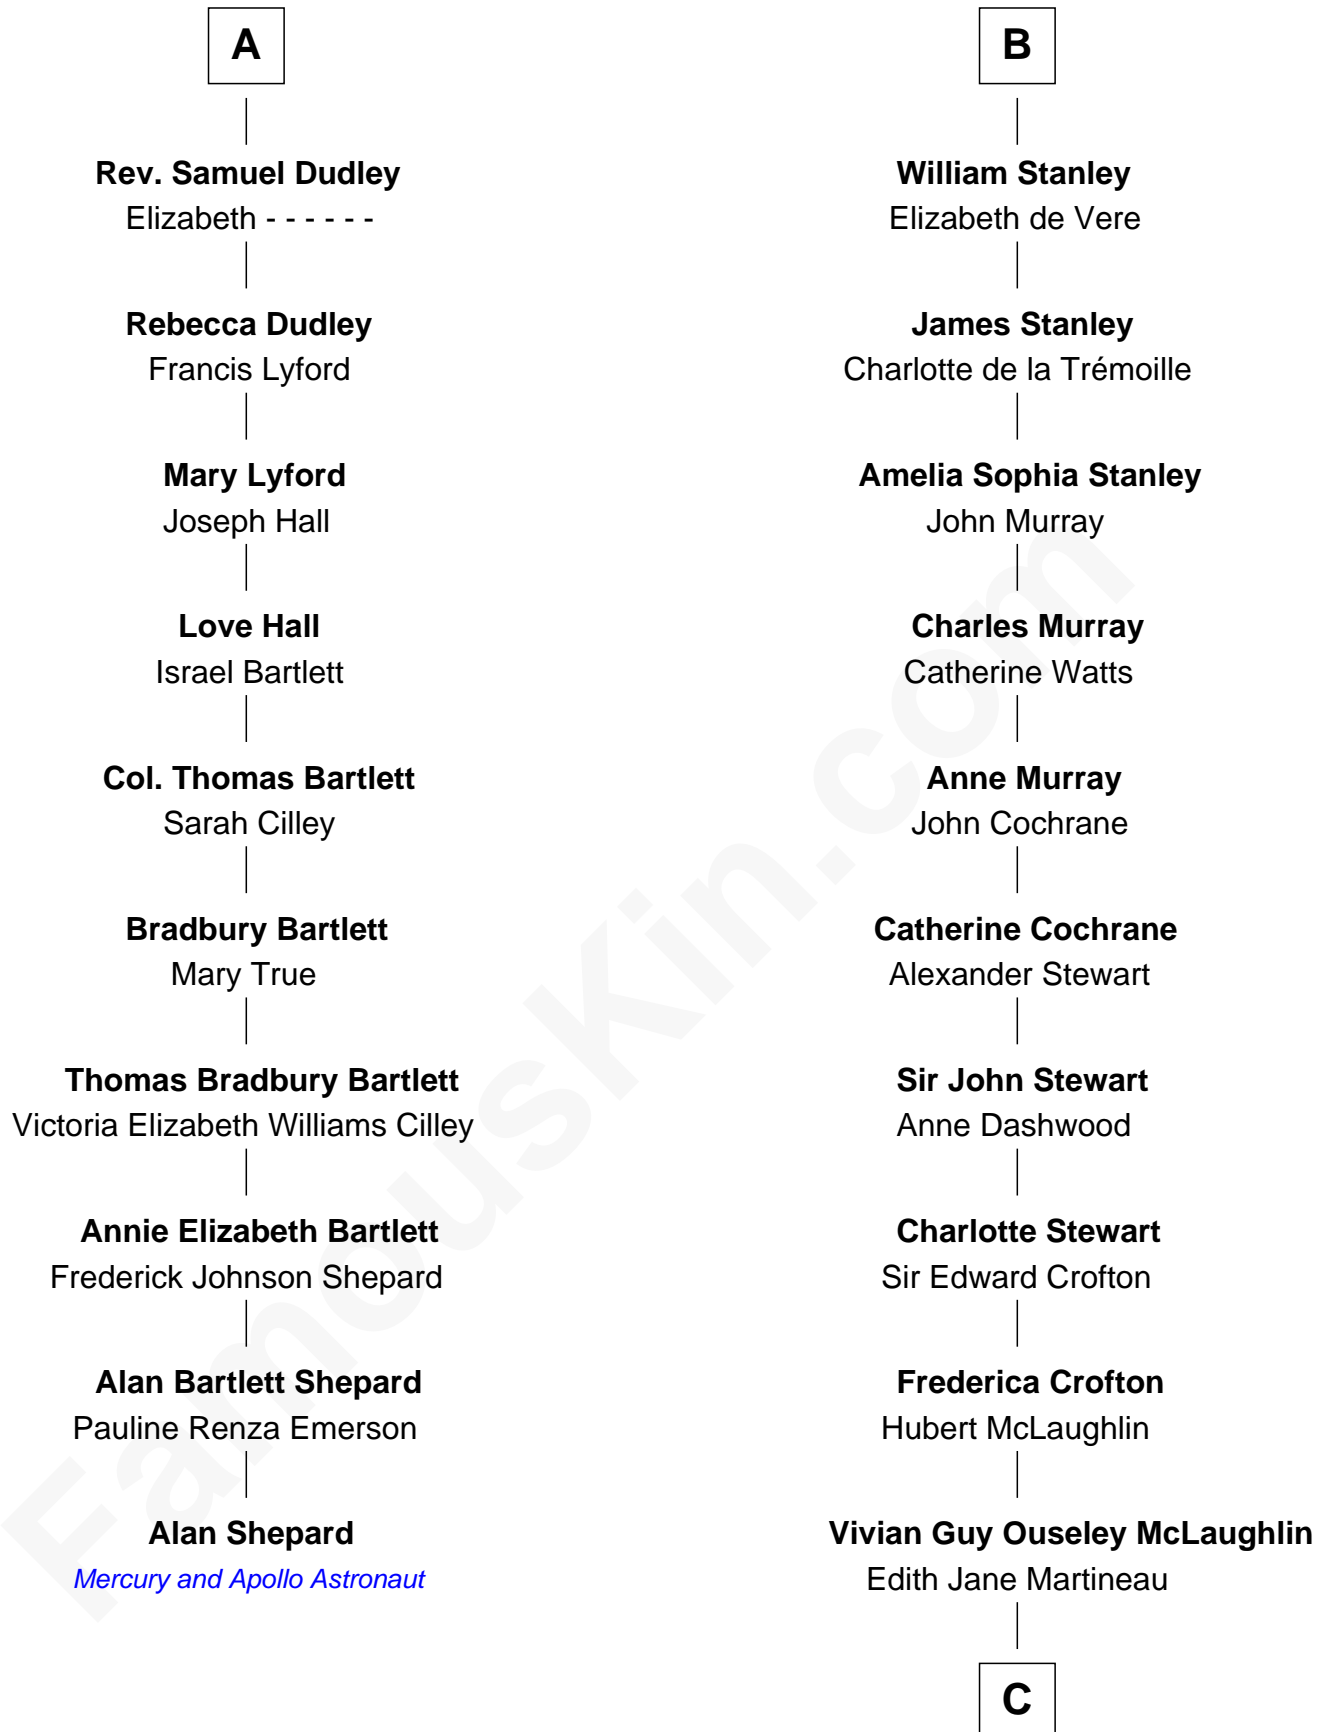 A
Rev. Samuel Dudley
Elizabeth - - - - - -
Rebecca Dudley
Francis Lyford
Mary Lyford
Joseph Hall
Love Hall
Israel Bartlett
Col. Thomas Bartlett
Sarah Cilley
Bradbury Bartlett
Mary True
Thomas Bradbury Bartlett
Victoria Elizabeth Williams Cilley
Annie Elizabeth Bartlett
Frederick Johnson Shepard
Alan Bartlett Shepard
Pauline Renza Emerson
Alan Shepard
Mercury and Apollo Astronaut
B
William Stanley
Elizabeth de Vere
James Stanley
Charlotte de la Trémoille
Amelia Sophia Stanley
John Murray
Charles Murray
Catherine Watts
Anne Murray
John Cochrane
Catherine Cochrane
Alexander Stewart
Sir John Stewart
Anne Dashwood
Charlotte Stewart
Sir Edward Crofton
Frederica Crofton
Hubert McLaughlin
Vivian Guy Ouseley McLaughlin
Edith Jane Martineau
C
FamousKin.com